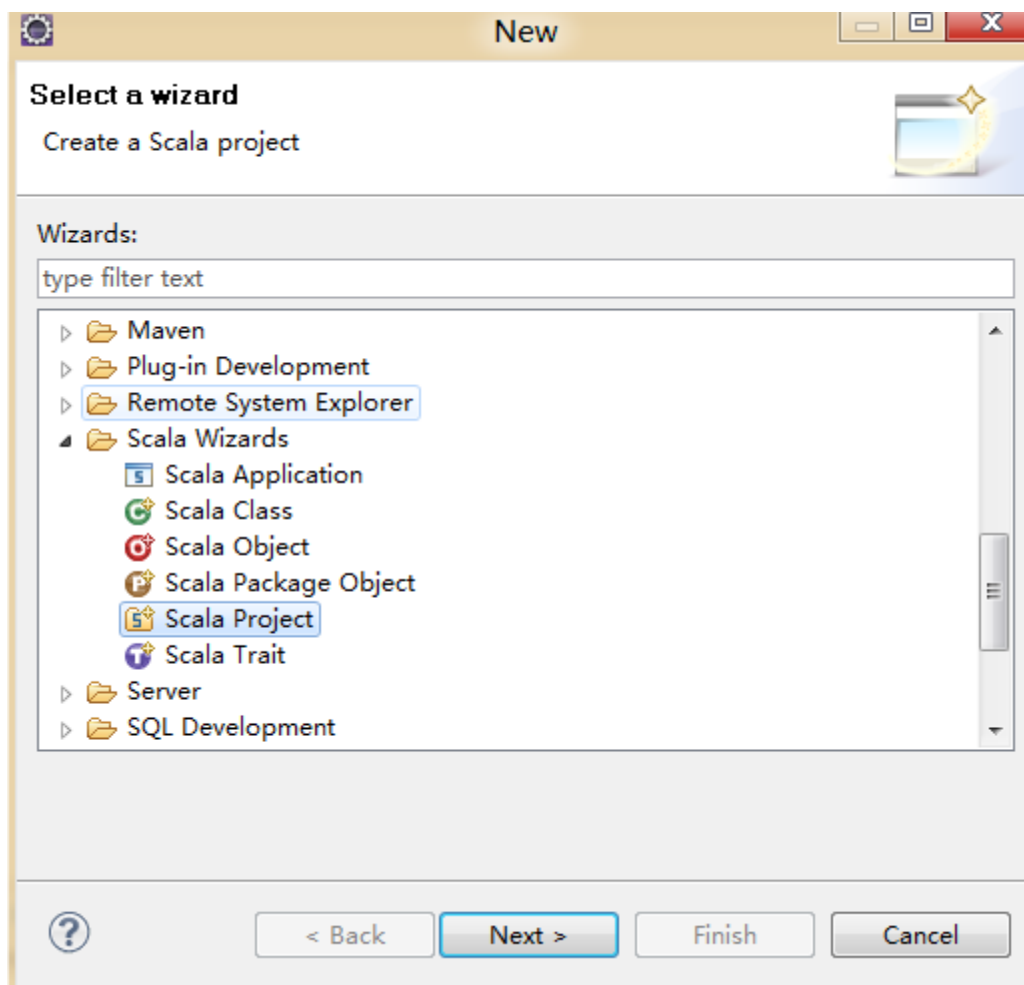 New
Select a wizard
Create a Scala project
Wizards:
type filter text
Maven
Plug-in Development
Remote System Explorer
Scala Wizards
Scala Application
Scala Class
Scala Object
Scala Package Object
Scala Project
Scala Trait
Server
SQL Development
< Back Next > Finish Cancel